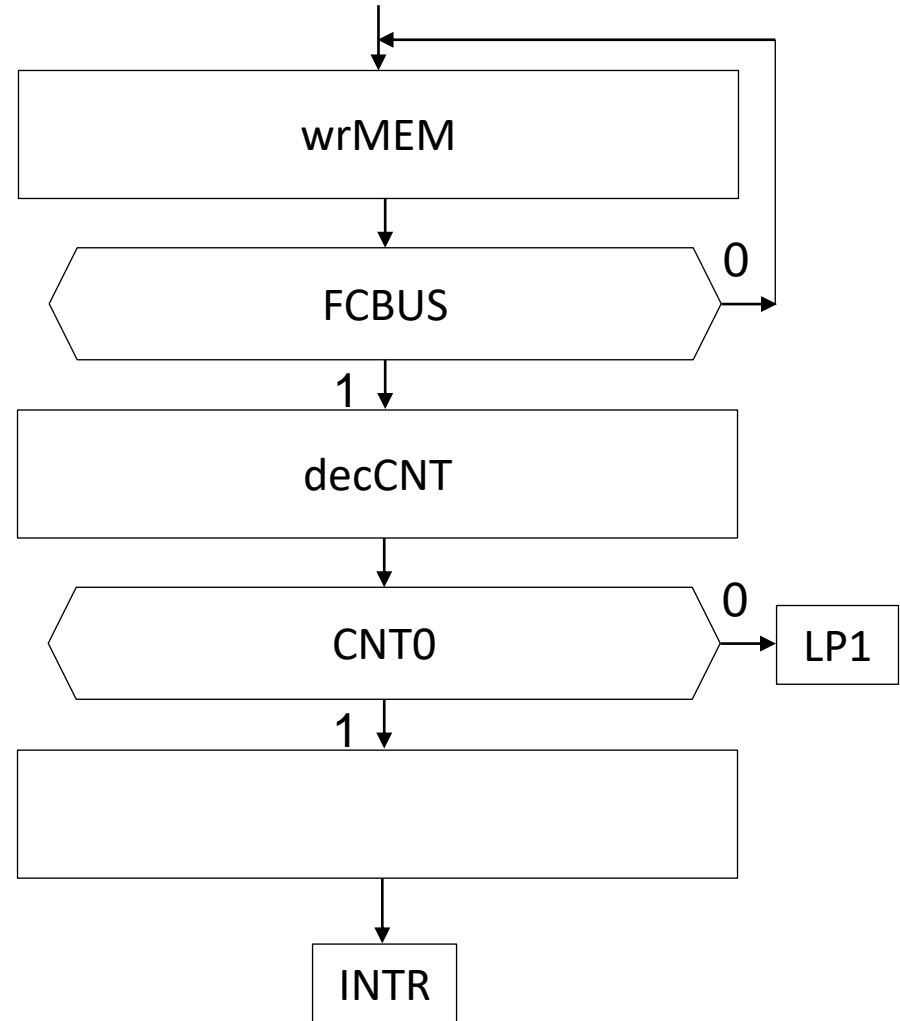 wrMEM
0
FCBUS
1
decCNT
0
CNT0
LP1
1
INTR